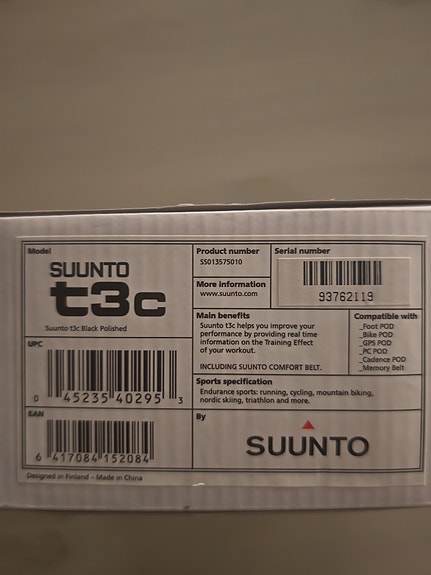 Model
SUUNTO
t3c
Suunto t3c Black Polished
UPC
0 45235 40295 3
EAN
6 417084 152084
Designed in Finland - Made in China
Product number
SS013575010
More information
www.suunto.com
Serial number
93762119
Main benefits
Suunto t3c helps you improve your
performance by providing real time
information on the Training Effect
of your workout.
INCLUDING SUUNTO COMFORT BELT.
Compatible with
_Foot POD
_Bike POD
_GPS POD
_PC POD
_Cadence POD
_Memory Belt
Sports specification
Endurance sports: running, cycling, mountain biking,
nordic skiing, triathlon and more.
By
SUUNTO